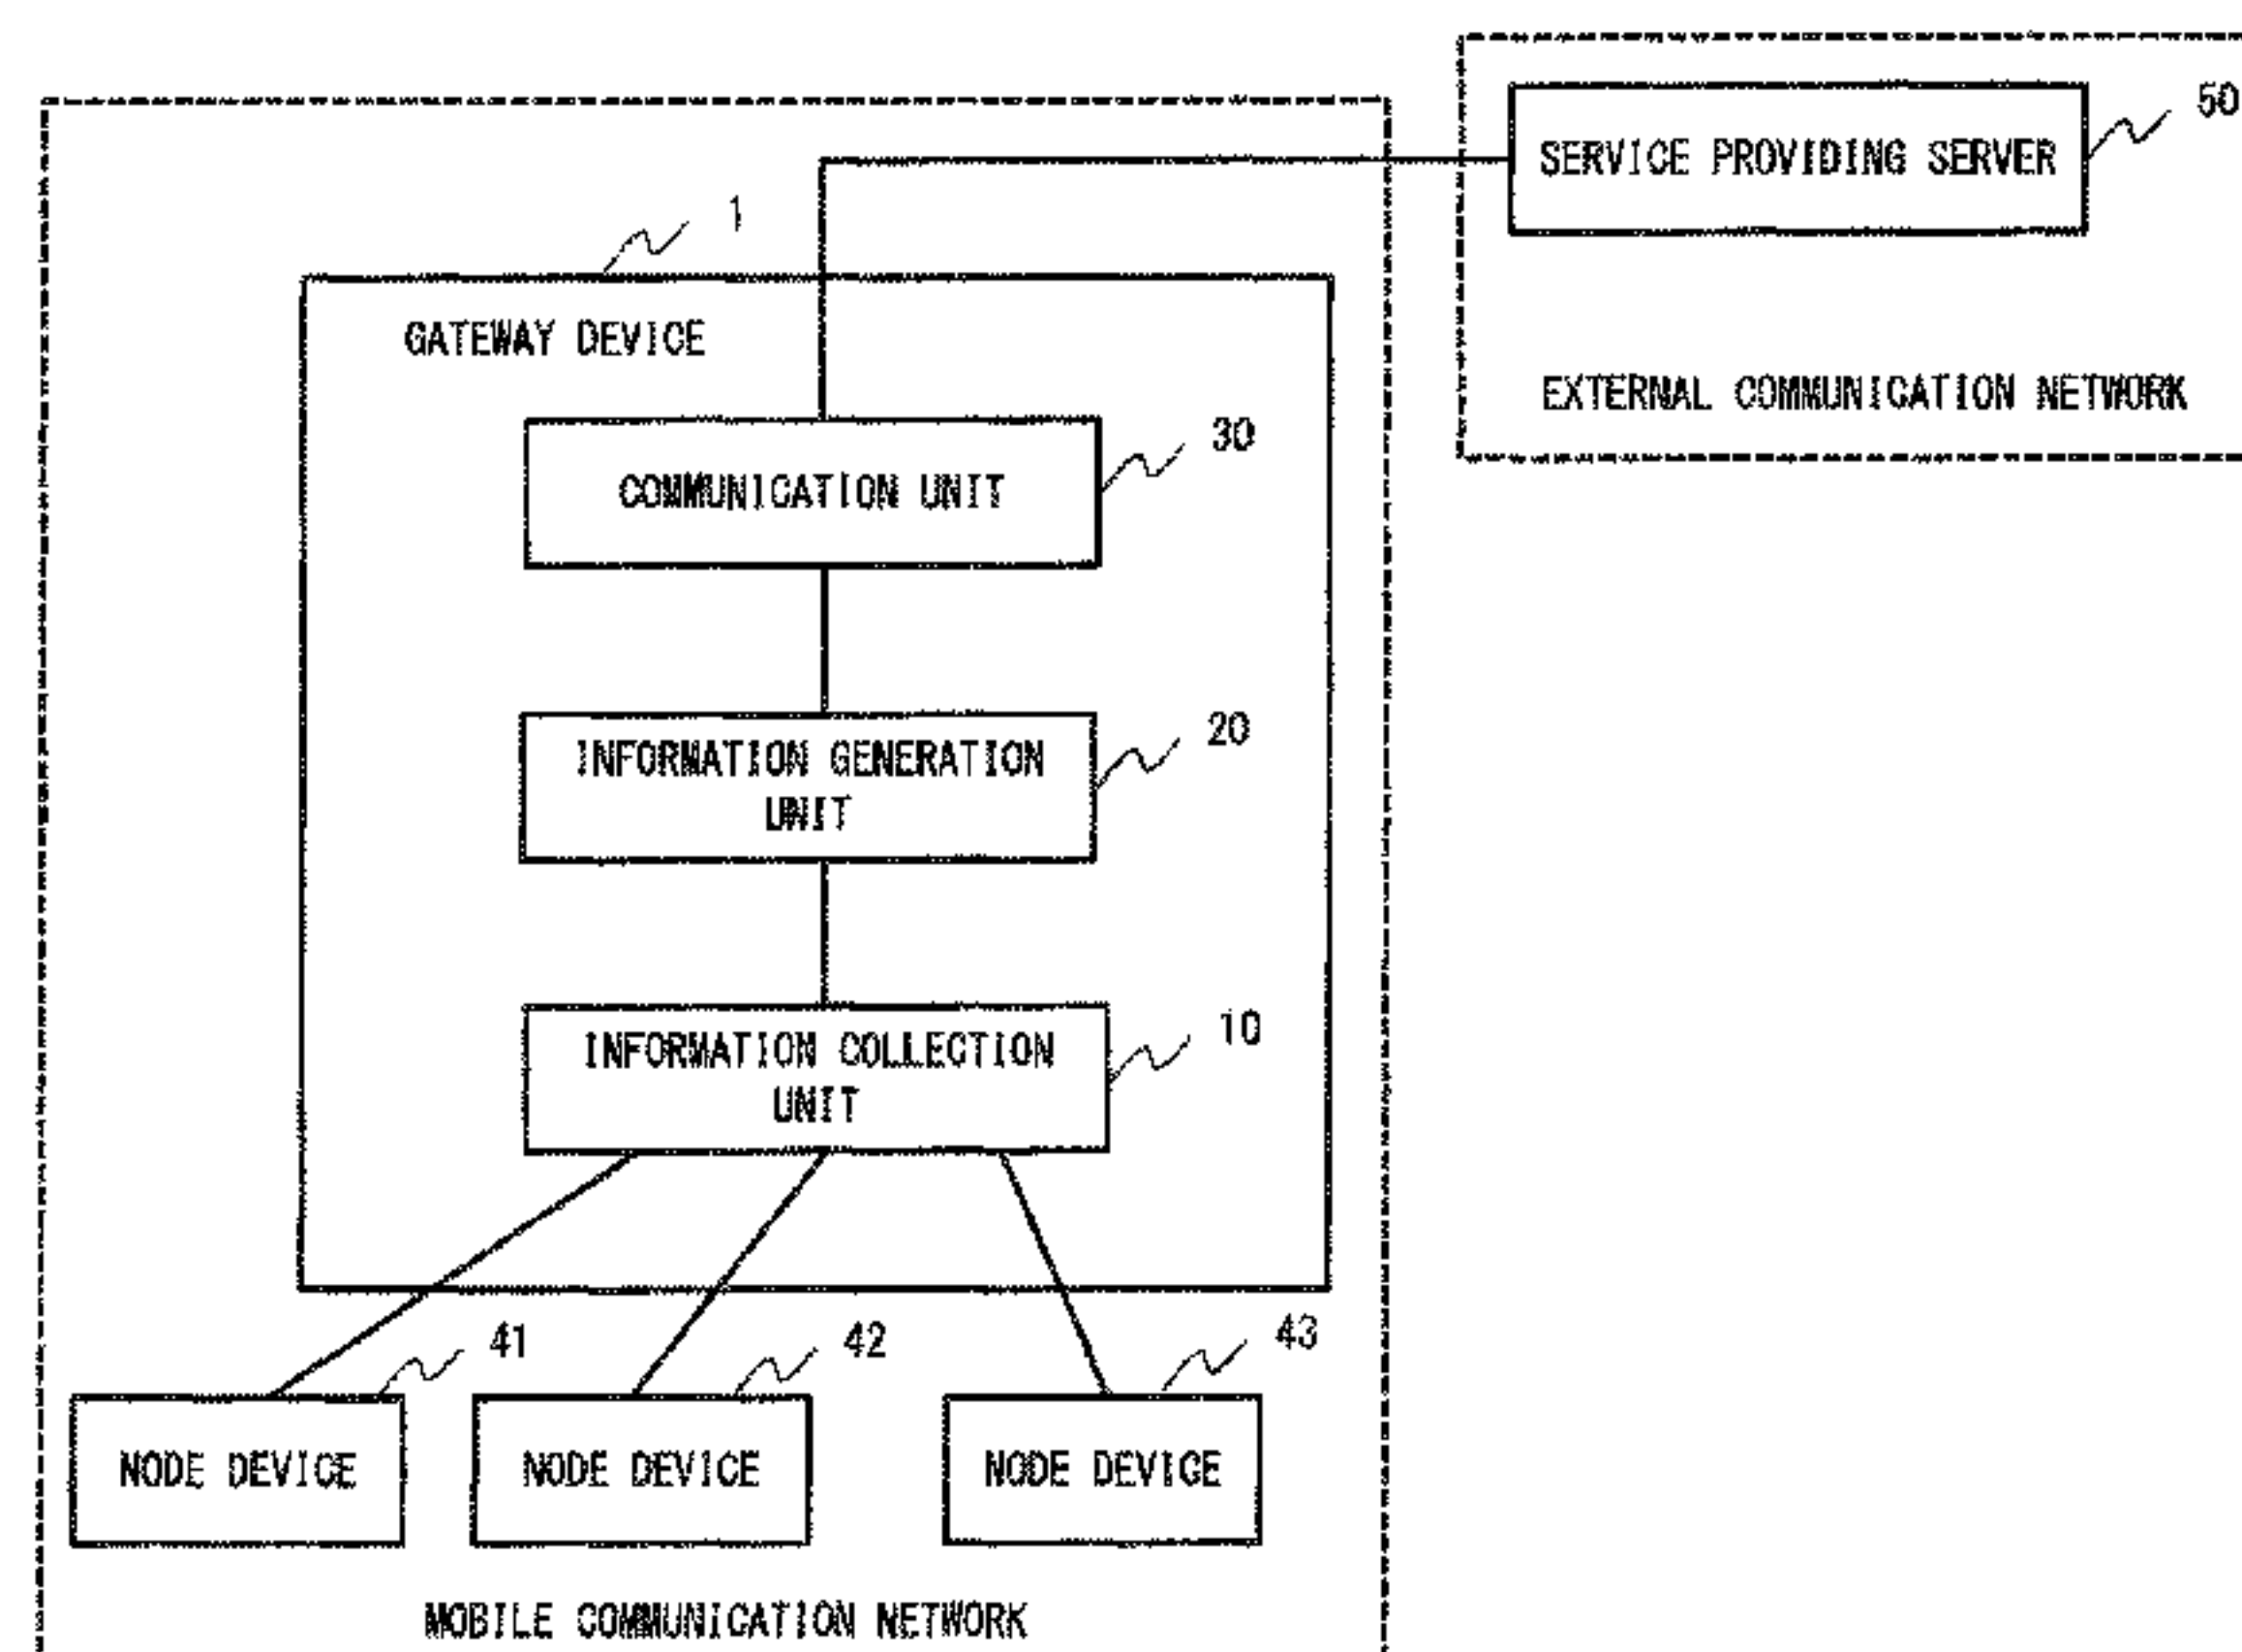 50
SERVICE PROVIDING SERVER
1
GATEWAY DEVICE
EXTERNAL COMMUNICATION NETWORK
30
COMMUNICATION UNIT
20
INFORMATION GENERATION
UNIT
10
INFORMATION COLLECTION
UNIT
41
42
43
NODE DEVICE
NODE DEVICE
NODE DEVICE
MOBILE COMMUNICATION NETWORK